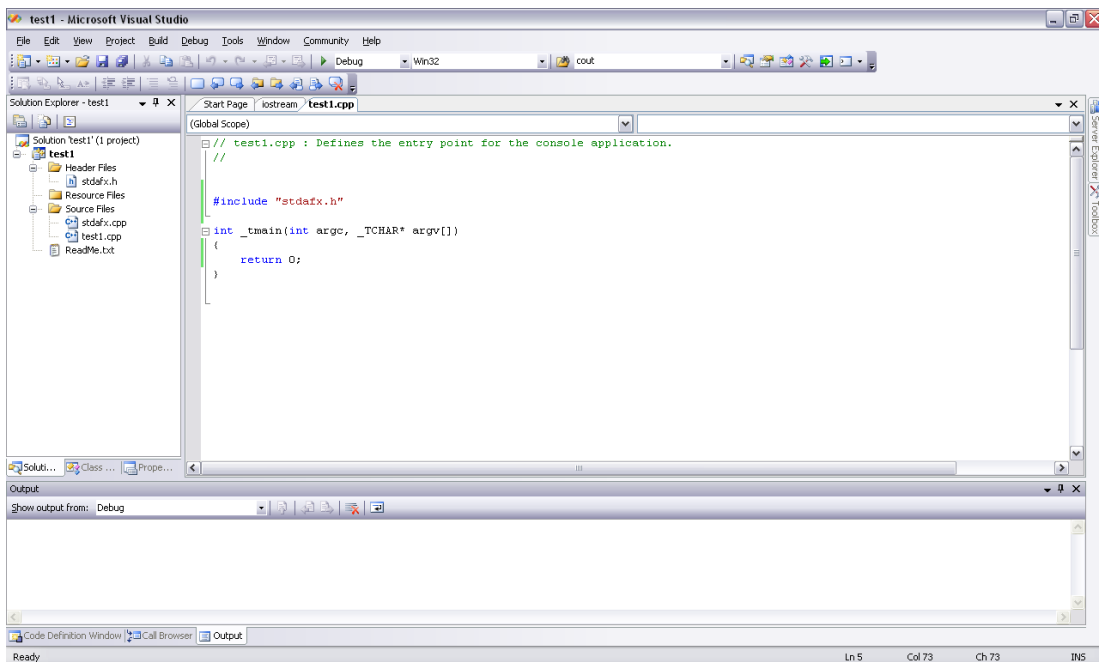 test1 - Microsoft Visual Studio
File Edit View Project Build Debug Tools Window Community Help
Debug Win32 cout
Solution Explorer - test1
Start Page iostream test1.cpp
(Global Scope)
Solution 'test1' (1 project)
test1
Header Files
stdafx.h
Resource Files
Source Files
stdafx.cpp
test1.cpp
ReadMe.txt
// test1.cpp : Defines the entry point for the console application.
//
#include "stdafx.h"
int _tmain(int argc, _TCHAR* argv[])
{
return 0;
}
Server Explorer
Toolbox
Soluti... Class ... Prope...
Output
Show output from: Debug
Code Definition Window Call Browser Output
Ready Ln 5 Col 73 Ch 73 INS